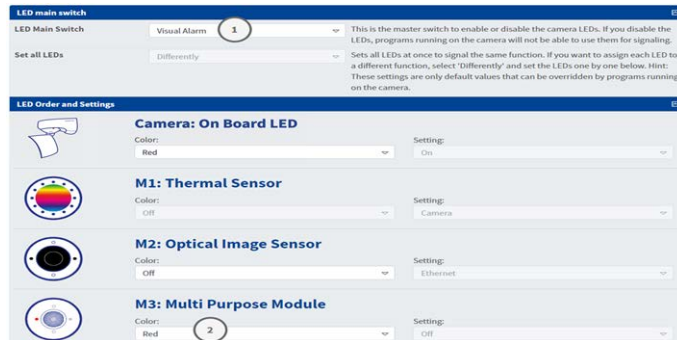 LED main switch
LED Main Switch
Visual Alarm
1
This is the master switch to enable or disable the camera LEDs. If you disable the
LEDs, programs running on the camera will not be able to use them for signaling.
Set all LEDs
Differently
Sets all LEDs at once to signal the same function. If you want to assign each LED to
a different function, select 'Differently' and set the LEDs one by one below. Hint:
These settings are only default values that can be overridden by programs running
on the camera.
LED Order and Settings
Camera: On Board LED
Color:
Setting:
Red
On
M1: Thermal Sensor
Color:
Setting:
Off
Camera
M2: Optical Image Sensor
Color:
Setting:
Off
Ethernet
M3: Multi Purpose Module
Color:
Setting:
Red
2
Off